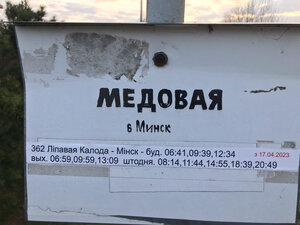 МЕДОВАЯ
в Минск
362 Ліпавая Калода - Мінск - буд. 06:41,09:39,12:34 з 17.04.2023
вых. 06:59,09:59,13:09 штодня. 08:14,11:44,14:55,18:39,20:49